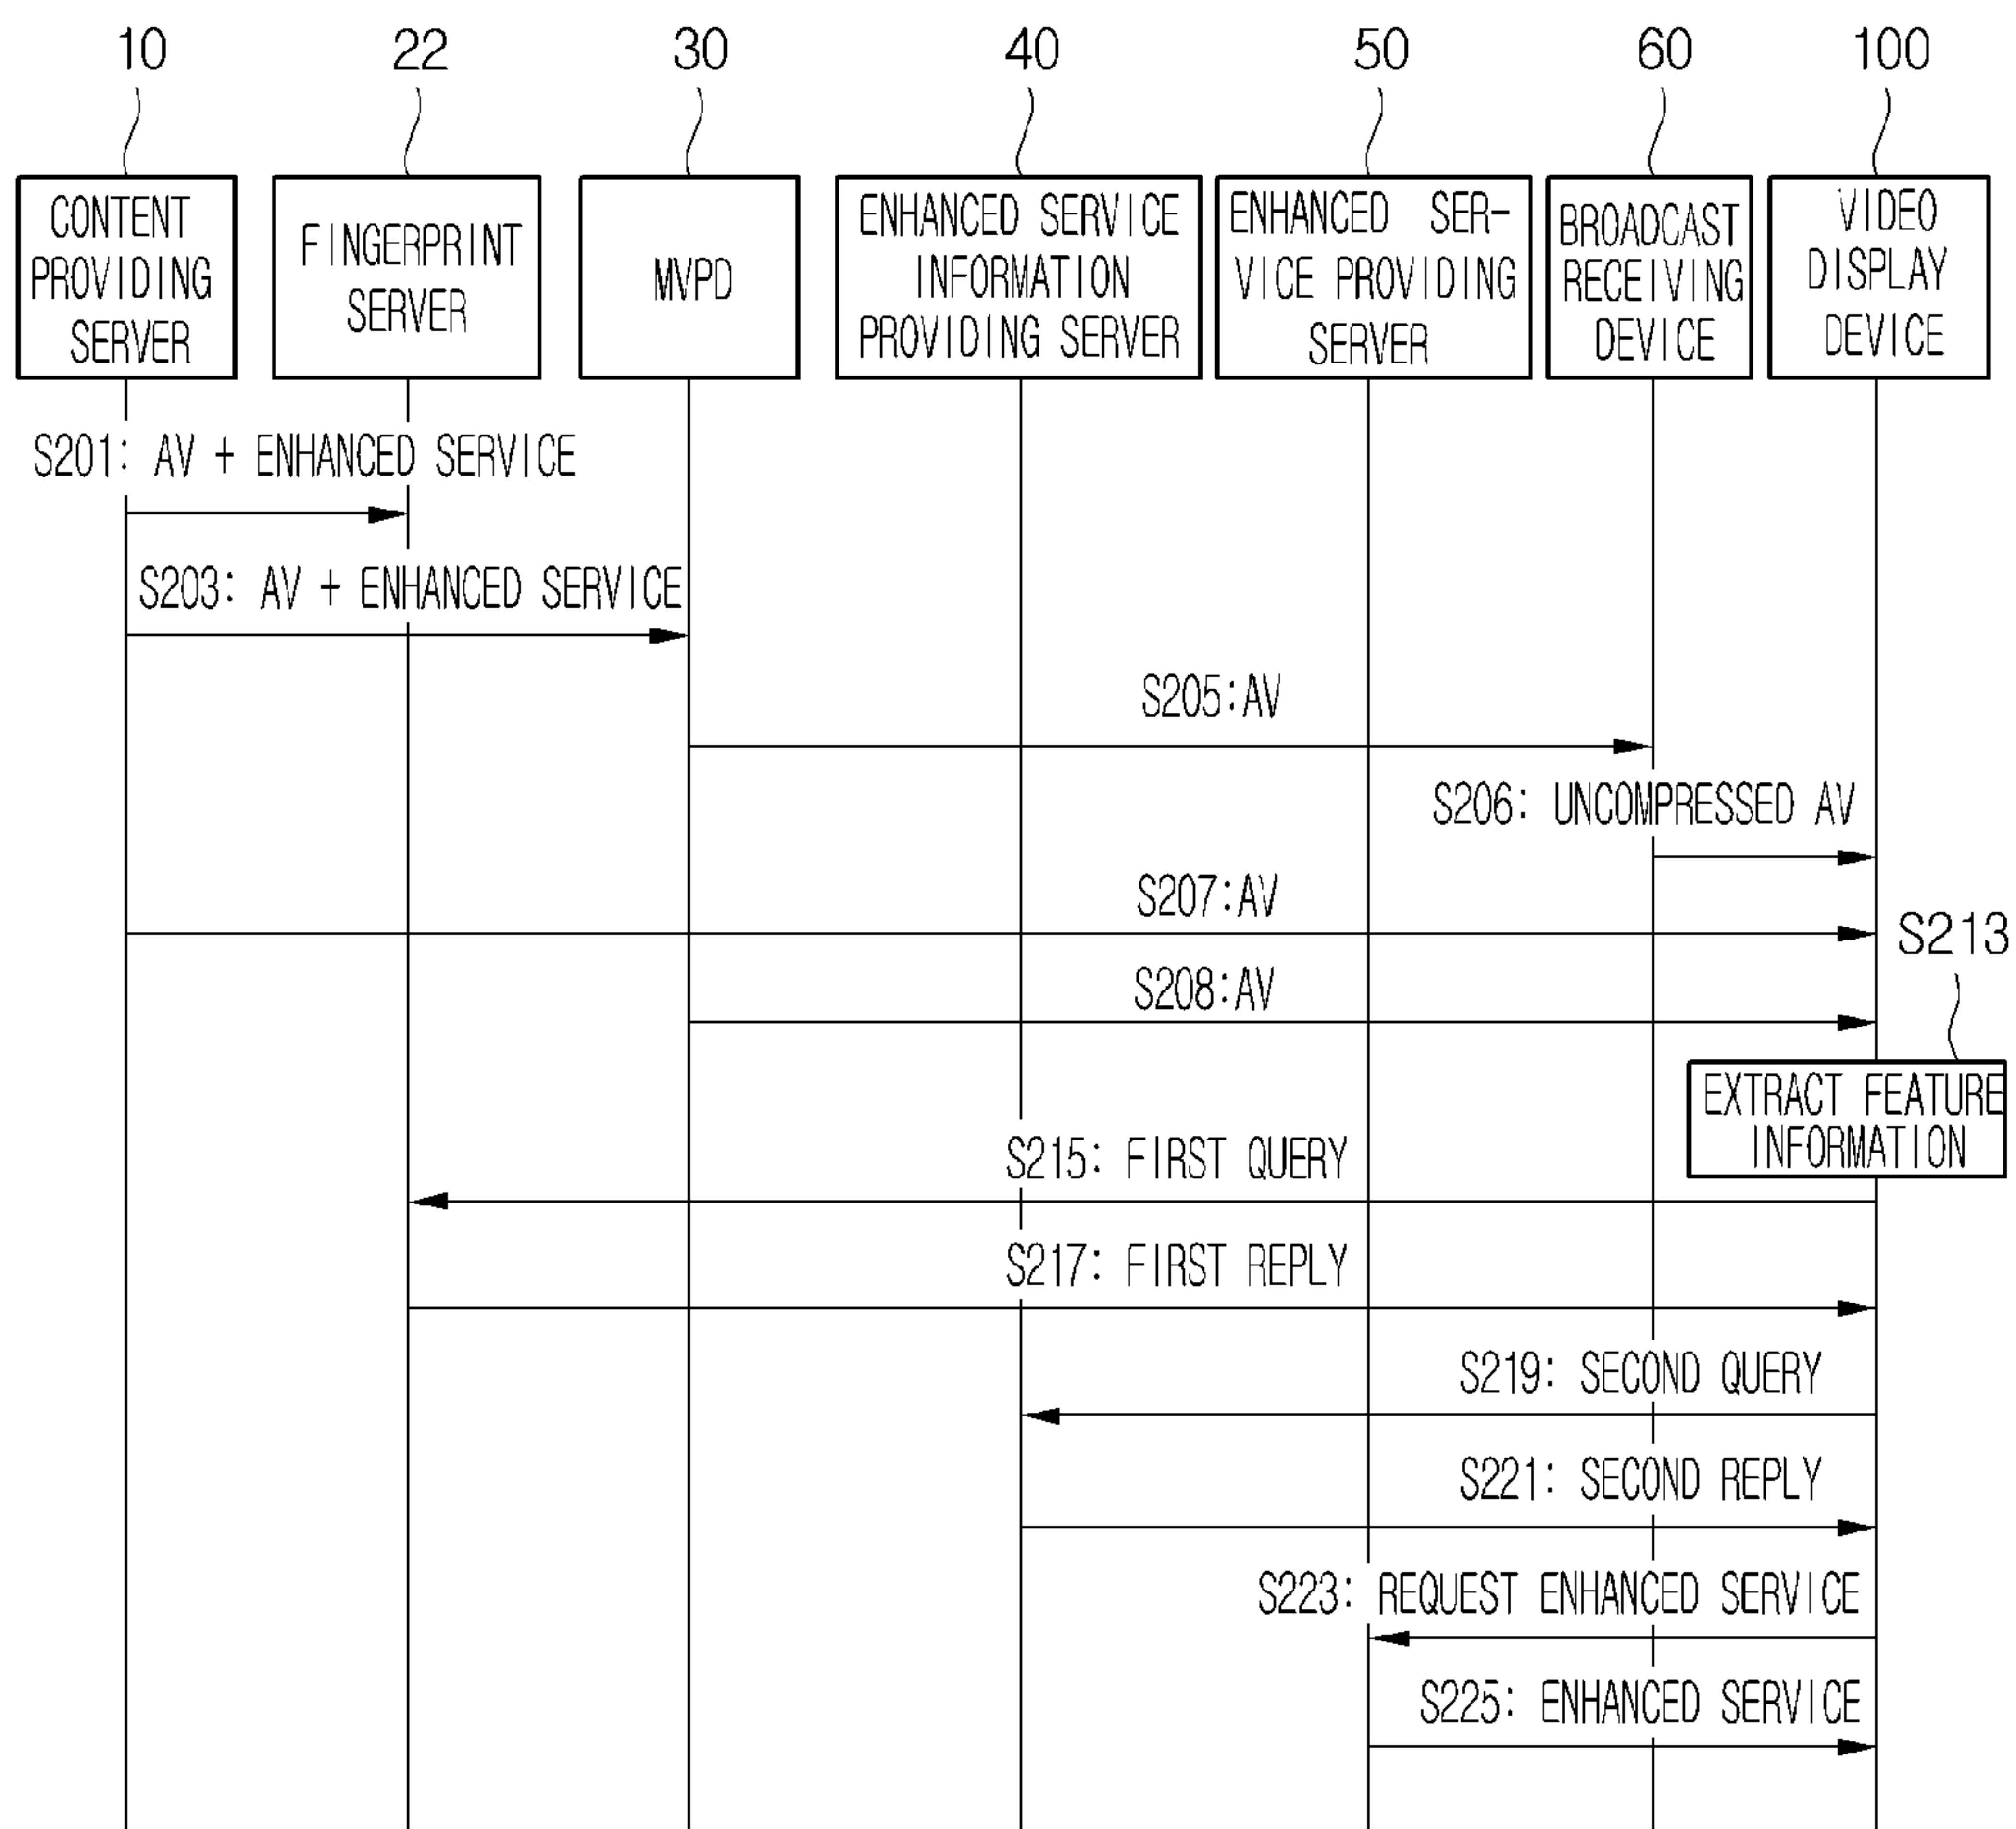 10
22
30
40
50
60
100
CONTENT
PROVIDING
SERVER
FINGERPRINT
SERVER
MVPD
ENHANCED SERVICE
INFORMATION
PROVIDING SERVER
ENHANCED SER-
VICE PROVIDING
SERVER
BROADCAST
RECEIVING
DEVICE
VIDEO
DISPLAY
DEVICE
S201: AV + ENHANCED SERVICE
S203: AV + ENHANCED SERVICE
S205:AV
S206: UNCOMPRESSED AV
S207:AV
S213
S208:AV
EXTRACT FEATURE
INFORMATION
S215: FIRST QUERY
S217: FIRST REPLY
S219: SECOND QUERY
S221: SECOND REPLY
S223: REQUEST ENHANCED SERVICE
S225: ENHANCED SERVICE